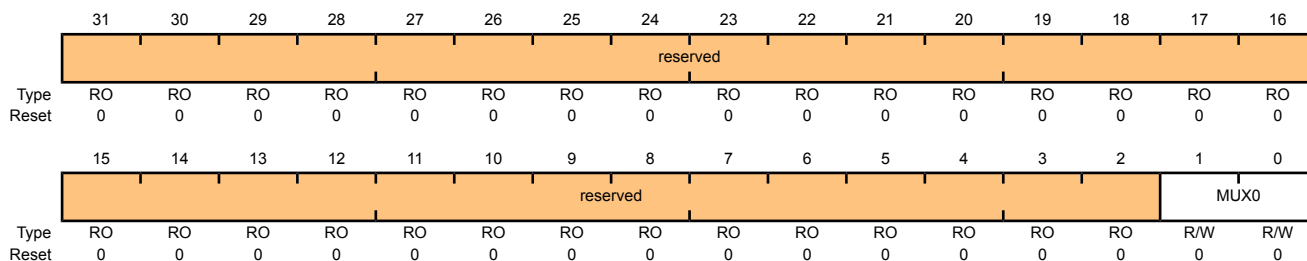 31 30 29 28 27 26 25 24 23 22 21 20 19 18 17 16
reserved
Type RO RO RO RO RO RO RO RO RO RO RO RO RO RO RO RO
Reset 0 0 0 0 0 0 0 0 0 0 0 0 0 0 0 0
15 14 13 12 11 10 9 8 7 6 5 4 3 2 1 0
reserved MUX0
Type RO RO RO RO RO RO RO RO RO RO RO RO RO RO R/W R/W
Reset 0 0 0 0 0 0 0 0 0 0 0 0 0 0 0 0